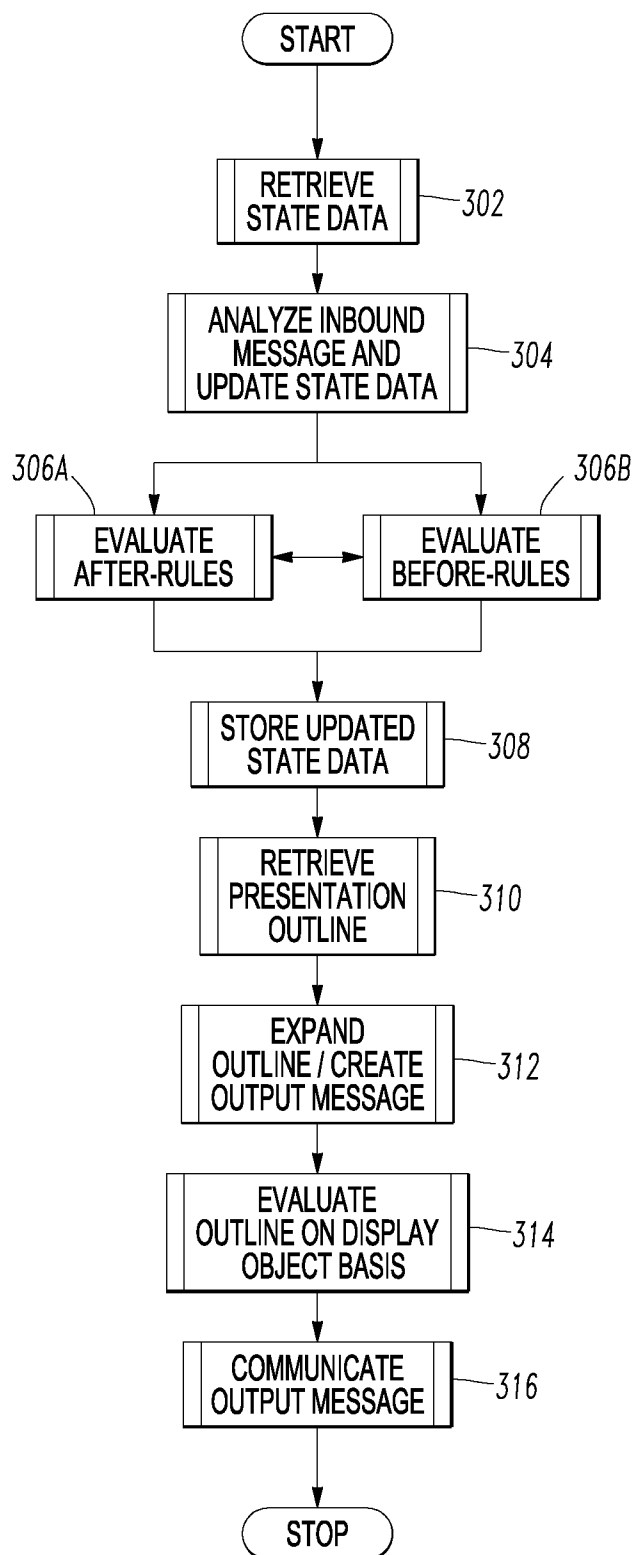 START
RETRIEVE
STATE DATA
302
ANALYZE INBOUND
MESSAGE AND
UPDATE STATE DATA
304
306A
306B
EVALUATE
AFTER-RULES
EVALUATE
BEFORE-RULES
STORE UPDATED
STATE DATA
308
RETRIEVE
PRESENTATION
OUTLINE
310
EXPAND
OUTLINE / CREATE
OUTPUT MESSAGE
312
EVALUATE
OUTLINE ON DISPLAY
OBJECT BASIS
314
COMMUNICATE
OUTPUT MESSAGE
316
STOP